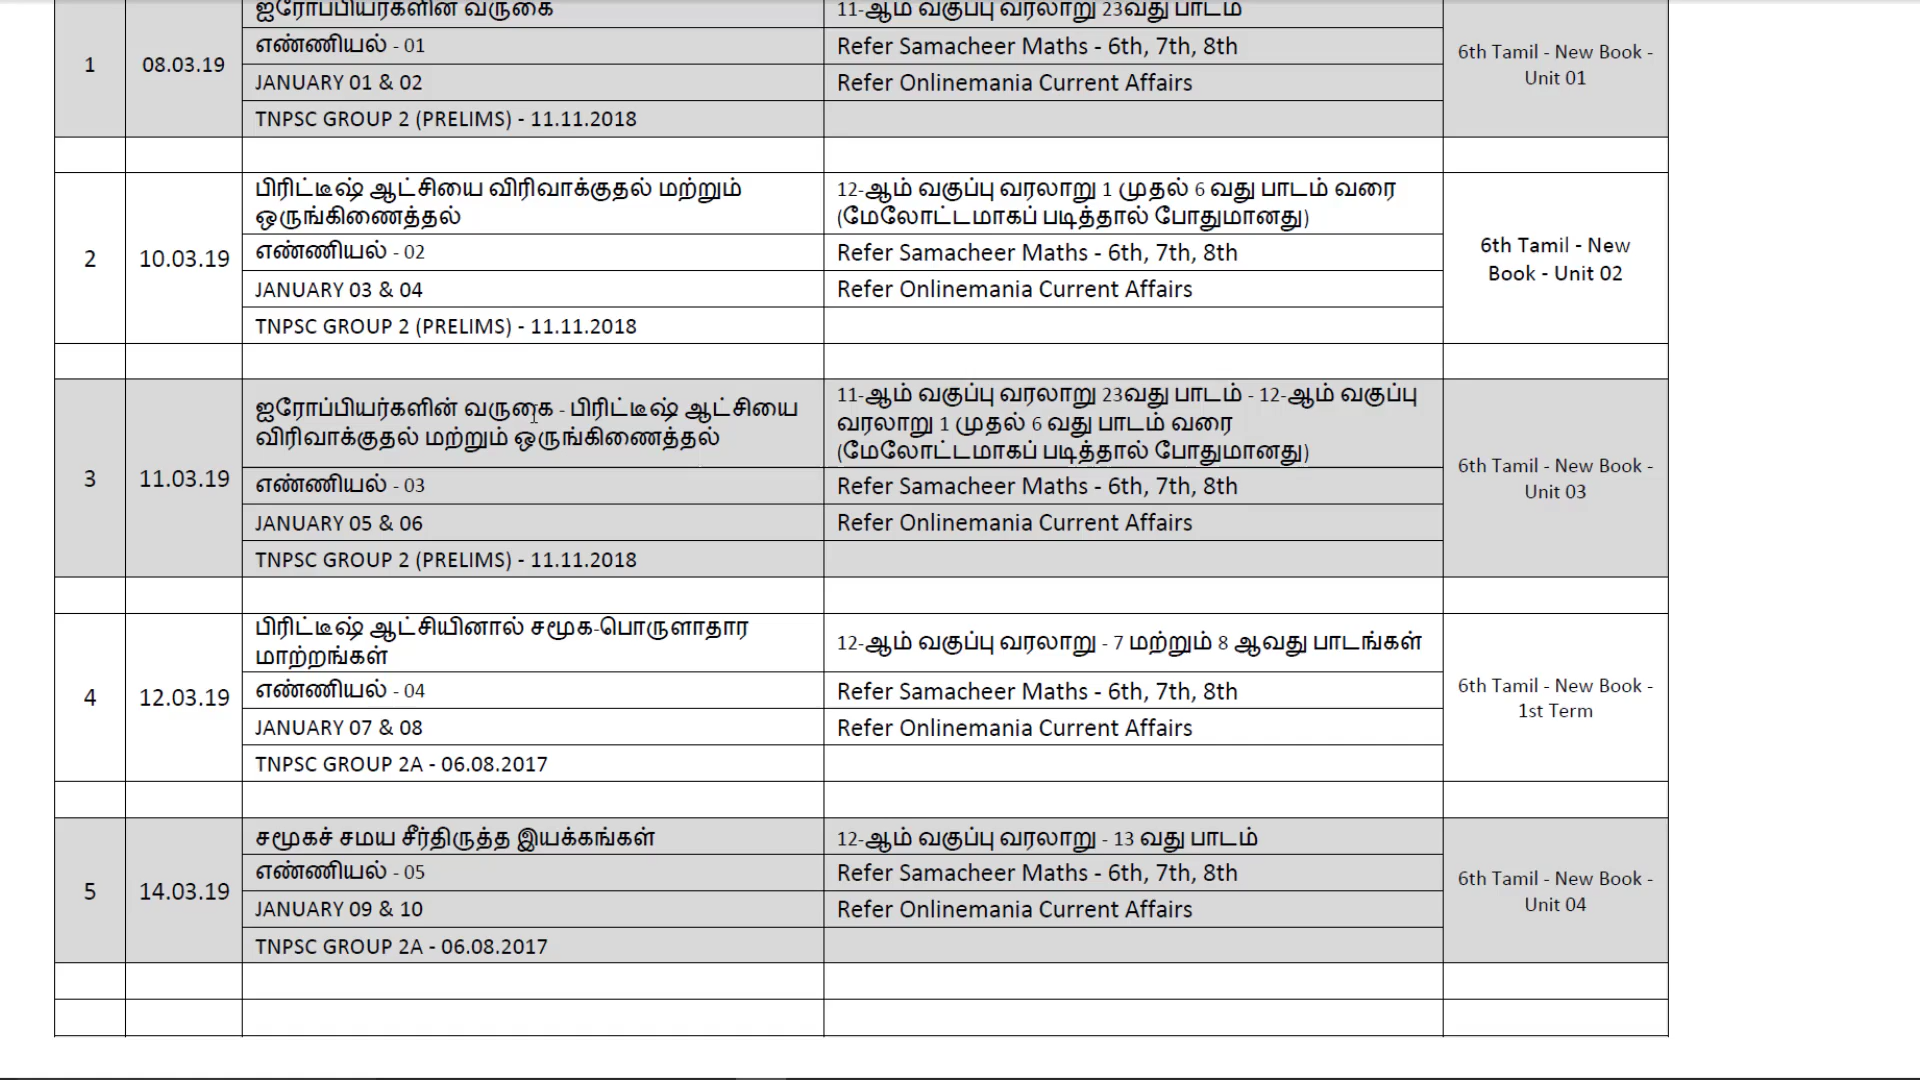 ஐரோப்பியர்களின் வருகை
11-ஆம் வகுப்பு வரலாறு 23வது பாடம்
1
08.03.19
எண்ணியல் - 01
Refer Samacheer Maths - 6th, 7th, 8th
JANUARY 01 & 02
Refer Onlinemania Current Affairs
TNPSC GROUP 2 (PRELIMS) - 11.11.2018
6th Tamil - New Book -
Unit 01
2
10.03.19
பிரிட்டீஷ் ஆட்சியை விரிவாக்குதல் மற்றும்
ஒருங்கிணைத்தல்
12-ஆம் வகுப்பு வரலாறு 1 முதல் 6 வது பாடம் வரை
(மேலோட்டமாகப் படித்தால் போதுமானது)
எண்ணியல் - 02
Refer Samacheer Maths - 6th, 7th, 8th
JANUARY 03 & 04
Refer Onlinemania Current Affairs
TNPSC GROUP 2 (PRELIMS) - 11.11.2018
6th Tamil - New
Book - Unit 02
3
11.03.19
ஐரோப்பியர்களின் வருகை - பிரிட்டீஷ் ஆட்சியை
விரிவாக்குதல் மற்றும் ஒருங்கிணைத்தல்
11-ஆம் வகுப்பு வரலாறு 23வது பாடம் - 12-ஆம் வகுப்பு
வரலாறு 1 முதல் 6 வது பாடம் வரை
(மேலோட்டமாகப் படித்தால் போதுமானது)
எண்ணியல் - 03
Refer Samacheer Maths - 6th, 7th, 8th
JANUARY 05 & 06
Refer Onlinemania Current Affairs
TNPSC GROUP 2 (PRELIMS) - 11.11.2018
6th Tamil - New Book -
Unit 03
4
12.03.19
பிரிட்டீஷ் ஆட்சியினால் சமூக-பொருளாதார
மாற்றங்கள்
12-ஆம் வகுப்பு வரலாறு - 7 மற்றும் 8 ஆவது பாடங்கள்
எண்ணியல் - 04
Refer Samacheer Maths - 6th, 7th, 8th
JANUARY 07 & 08
Refer Onlinemania Current Affairs
TNPSC GROUP 2A - 06.08.2017
6th Tamil - New Book -
1st Term
5
14.03.19
சமூகச் சமய சீர்திருத்த இயக்கங்கள்
12-ஆம் வகுப்பு வரலாறு - 13 வது பாடம்
எண்ணியல் - 05
Refer Samacheer Maths - 6th, 7th, 8th
JANUARY 09 & 10
Refer Onlinemania Current Affairs
TNPSC GROUP 2A - 06.08.2017
6th Tamil - New Book -
Unit 04